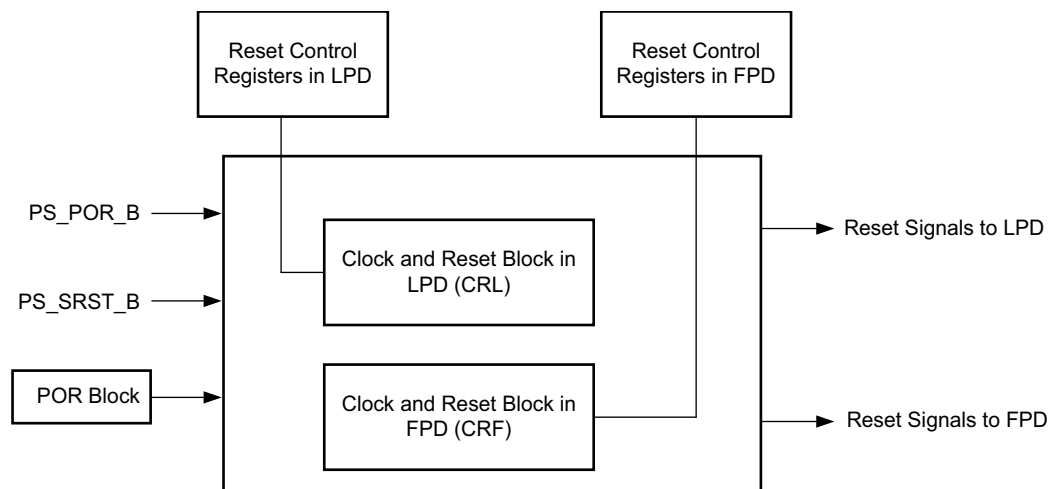 Reset Control
Registers in LPD
Reset Control
Registers in FPD
PS_POR_B
PS_SRST_B
POR Block
Clock and Reset Block in
LPD (CRL)
Clock and Reset Block in
FPD (CRF)
Reset Signals to LPD
Reset Signals to FPD